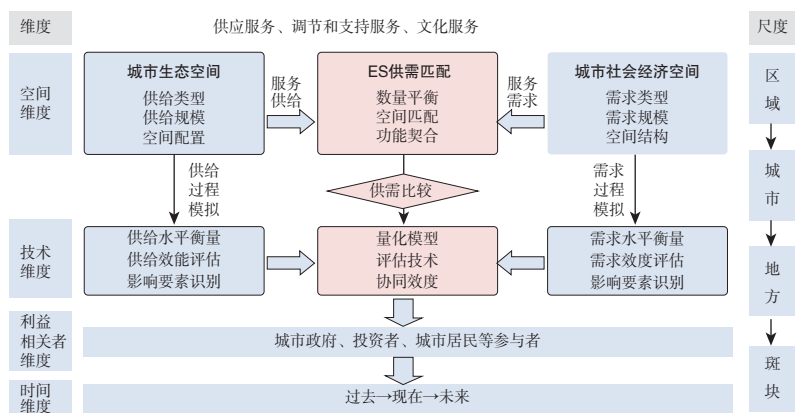 维度
供应服务、调节和支持服务、文化服务
尺度
空间
维度
城市生态空间
供给类型
供给规模
空间配置
服务
供给
ES供需匹配
数量平衡
空间匹配
功能契合
服务
需求
城市社会经济空间
需求类型
需求规模
空间结构
供给
过程
模拟
供需比较
需求
过程
模拟
技术
维度
供给水平衡量
供给效能评估
影响要素识别
量化模型
评估技术
协同效度
需求水平衡量
需求效度评估
影响要素识别
利益
相关者
维度
城市政府、投资者、城市居民等参与者
时间
维度
过去→现在→未来
区
域
城
市
地
方
斑
块